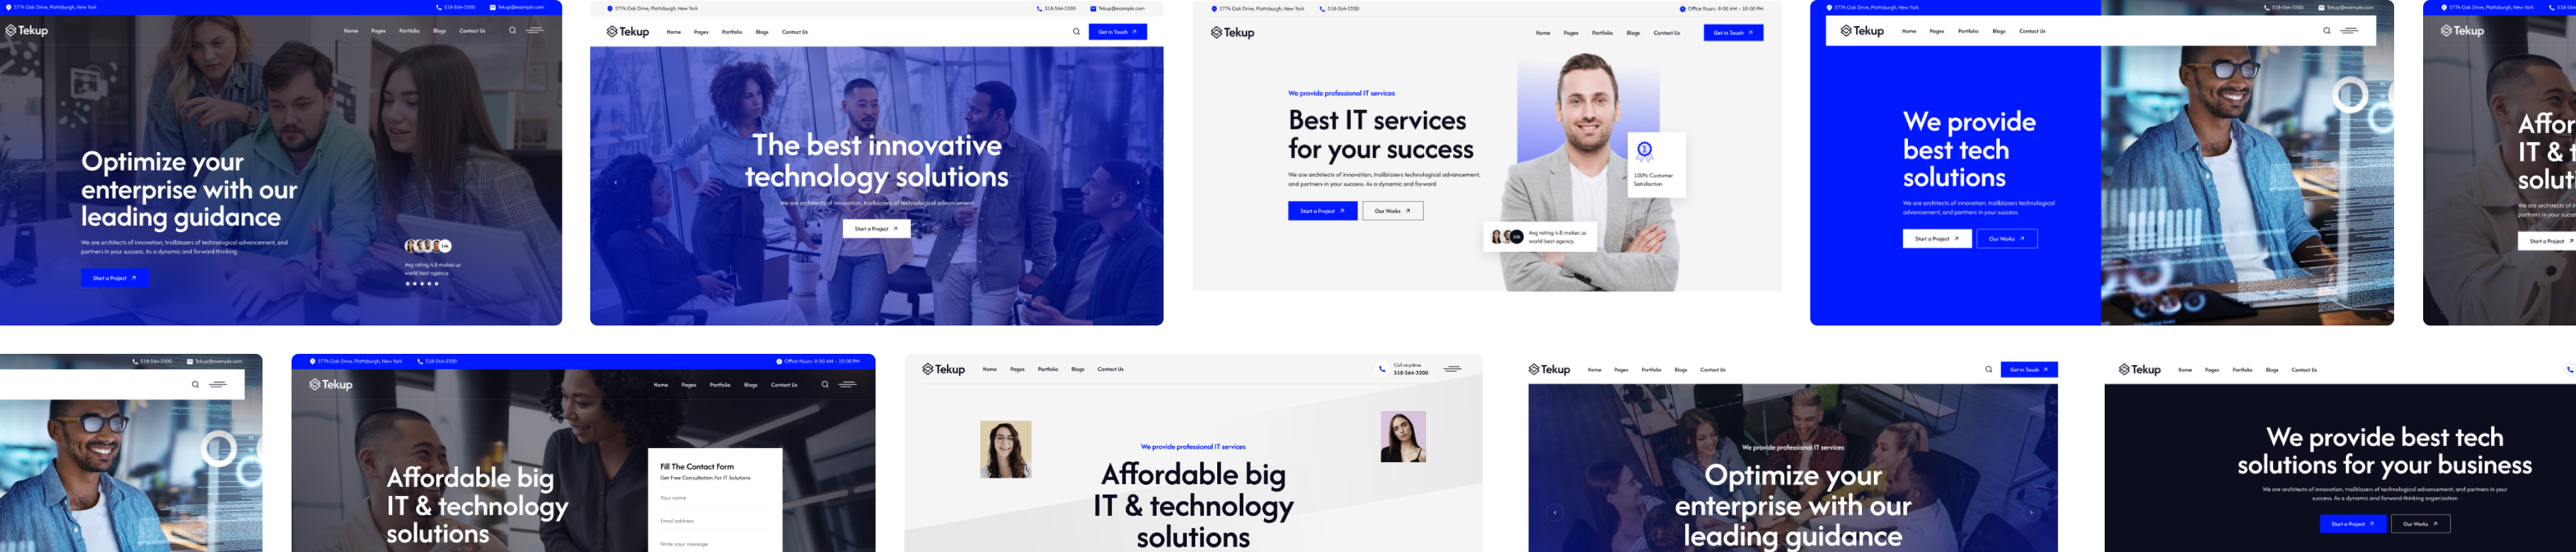 2774 Oak Drive, Plattsburgh, New York
518-564-3200
Tekup@example.com
Tekup
Home Pages Portfolio Blogs Contact Us
Optimize your
enterprise with our
leading guidance
We are architects of innovation, trailblazers of technological advancement, and
partners in your success. As a dynamic and forward-thinking
Start a Project
Avg rating 4.8 makes us
world best agency.
2774 Oak Drive, Plattsburgh, New York
518-564-3200
Tekup@example.com
Tekup
Home Pages Portfolio Blogs Contact Us
Get in Touch
The best innovative
technology solutions
We are architects of innovation, trailblazers of technological advancement
Start a Project
2774 Oak Drive, Plattsburgh, New York
518-564-3200
Office Hours: 8:00 AM – 10:00 PM
Tekup
Home Pages Portfolio Blogs Contact Us
Get in Touch
We provide professional IT services
Best IT services
for your success
We are architects of innovation, trailblazers technological advancement,
and partners in your success. As a dynamic and forward
Start a Project
Our Works
1
100% Customer
Satisfaction
Avg rating 4.8 makes us
world best agency.
2774 Oak Drive, Plattsburgh, New York
518-564-3200
Tekup@example.com
Tekup
Home Pages Portfolio Blogs Contact Us
We provide
best tech
solutions
We are architects of innovation, trailblazers of technological
advancement, and partners in your success.
Start a Project
Our Works
2774 Oak Drive, Plattsburgh, New York
518-56
Tekup
Affor
IT & t
soluti
We are architects of in
partners in your succes
Start a Project
518-564-3200
Tekup@example.com
2774 Oak Drive, Plattsburgh, New York
518-564-3200
Office Hours: 8:00 AM – 10:00 PM
Tekup
Home Pages Portfolio Blogs Contact Us
Affordable big
IT & technology
solutions
Fill The Contact Form
Get Free Consultation For IT Solutions
Your name
Email address
Write your message
Tekup
Home Pages Portfolio Blogs Contact Us
Call anytime
518-564-3200
We provide professional IT services
Affordable big
IT & technology
solutions
Tekup
Home Pages Portfolio Blogs Contact Us
Get in Touch
We provide professional IT services
Optimize your
enterprise with our
leading guidance
Tekup
Home Pages Portfolio Blogs Contact Us
We provide best tech
solutions for your business
We are architects of innovation, trailblazers of technological advancement, and partners in your
success. As a dynamic and forward-thinking organization
Start a Project
Our Works